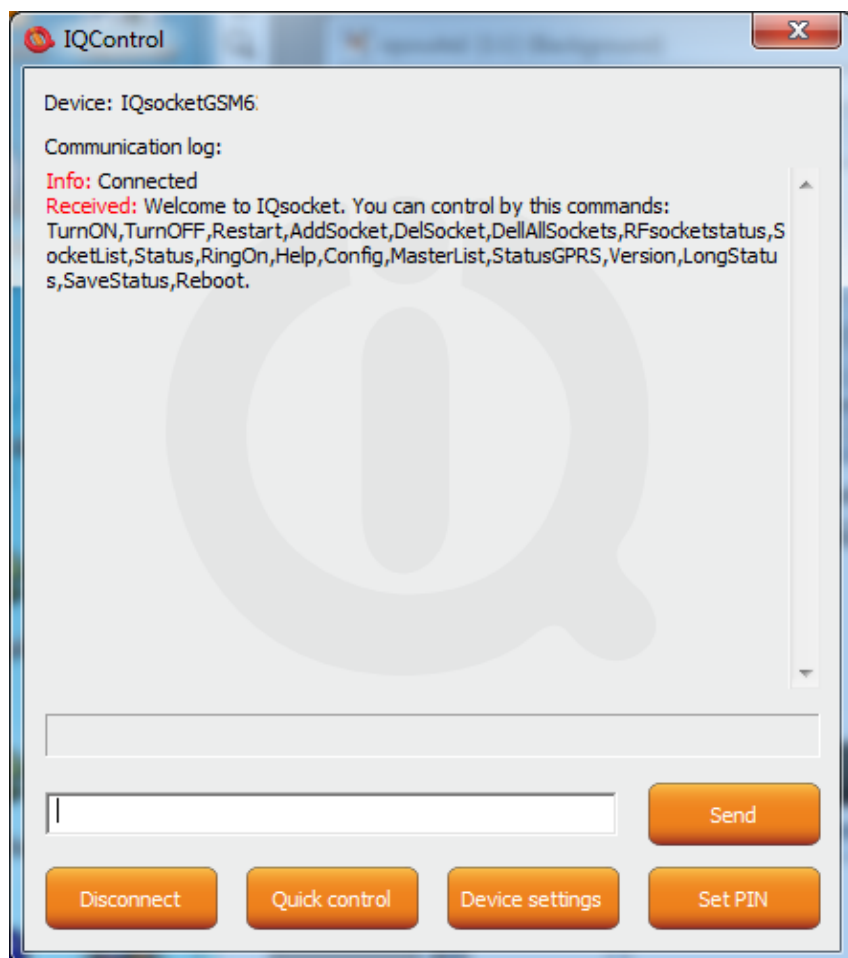 IQControl
Device: IQsocketGSM6
Communication log:
Info: Connected
Received: Welcome to IQsocket. You can control by this commands:
TurnON,TurnOFF,Restart,AddSocket,DelSocket,DellAllSockets,RFsocketstatus,S
ocketList,Status,RingOn,Help,Config,MasterList,StatusGPRS,Version,LongStatu
s,SaveStatus,Reboot.
Send
Disconnect
Quick control
Device settings
Set PIN